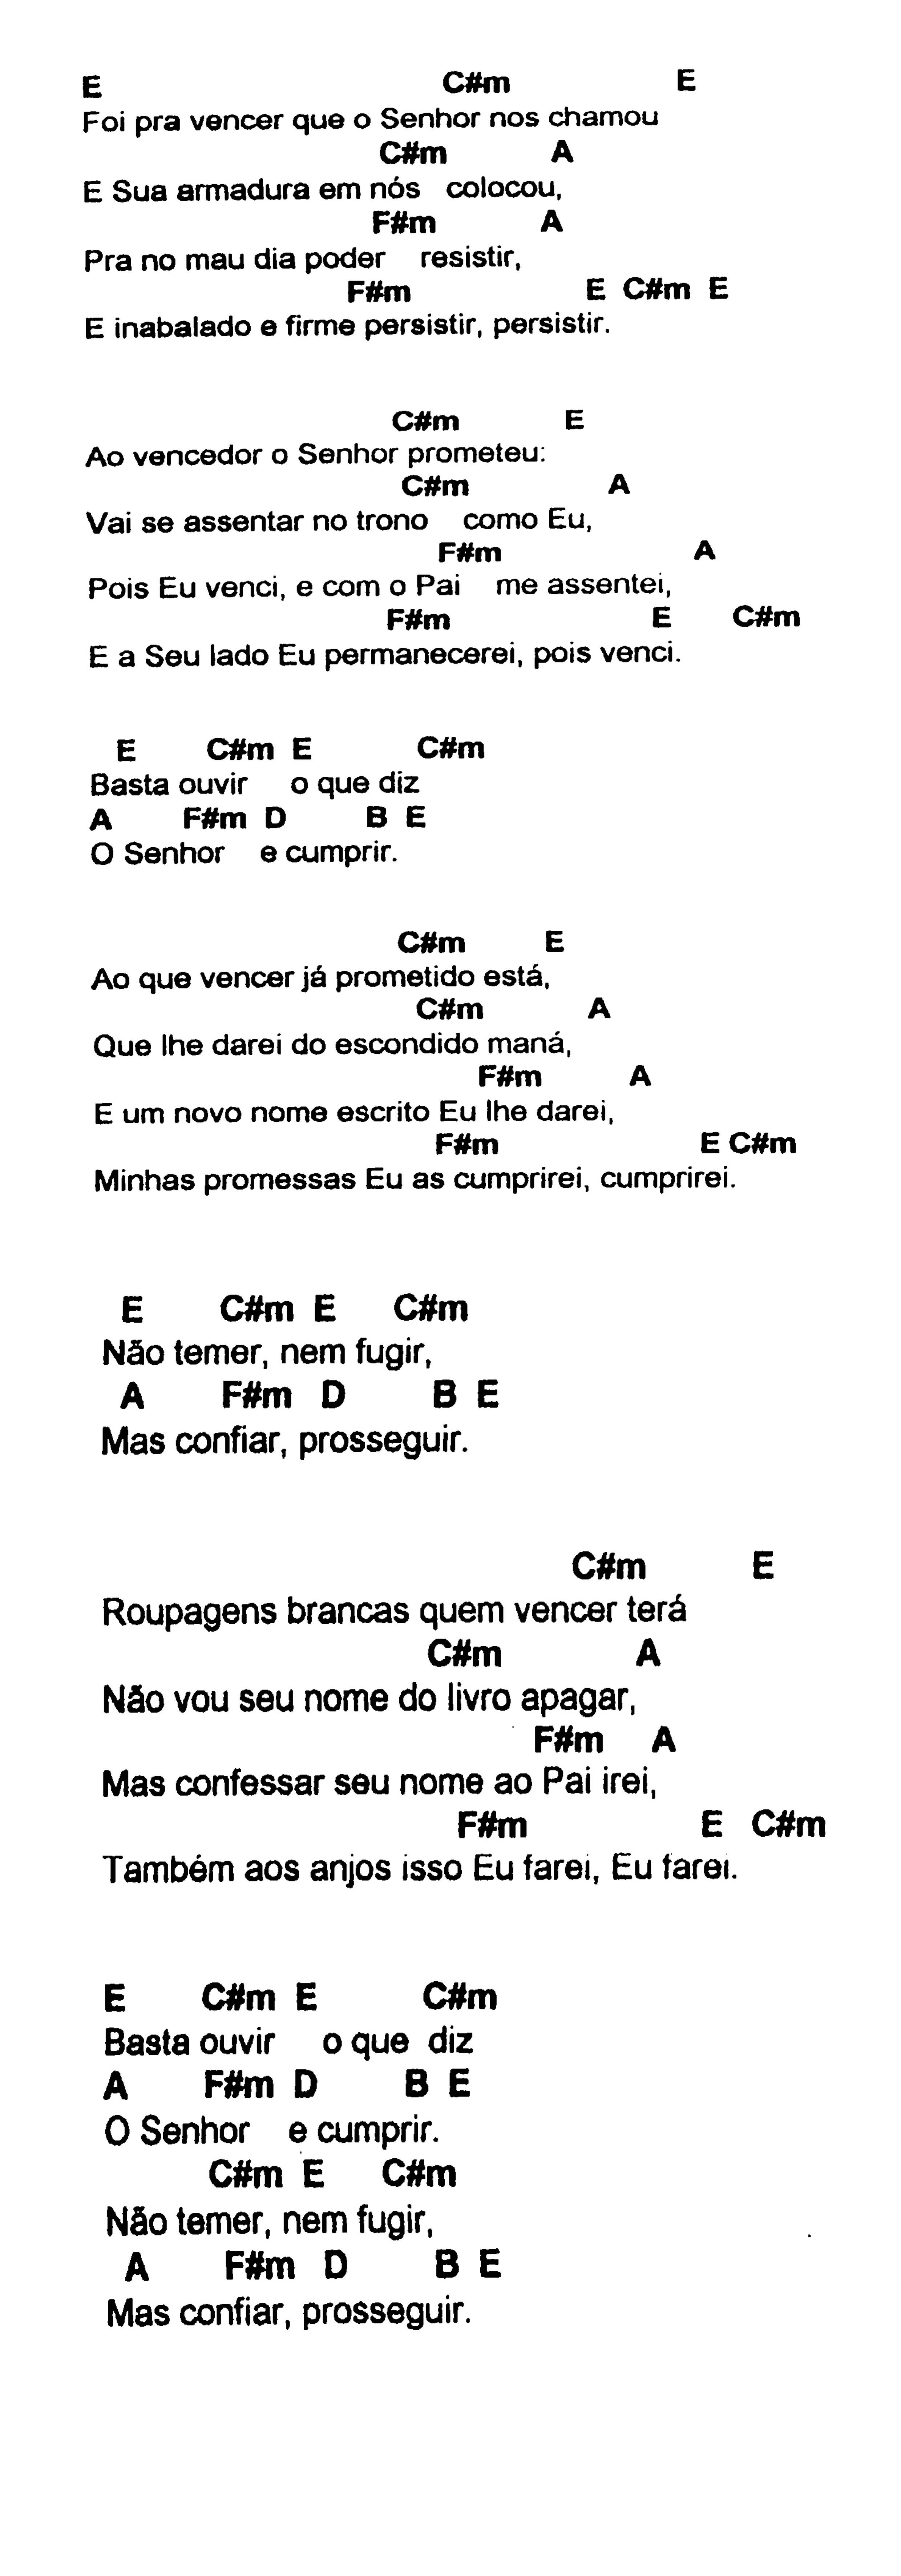 E C#m E
Foi pra vencer que o Senhor nos chamou
C#m A
E Sua armadura em nós colocou,
F#m A
Pra no mau dia poder resistir,
F#m E C#m E
E inabalado e firme persistir, persistir.
C#m E
Ao vencedor o Senhor prometeu:
C#m A
Vai se assentar no trono como Eu,
F#m A
Pois Eu venci, e com o Pai me assentei,
F#m E C#m
E a Seu lado Eu permanecerei, pois venci.
E C#m E C#m
Basta ouvir o que diz
A F#m D B E
O Senhor e cumprir.
C#m E
Ao que vencer já prometido está,
C#m A
Que lhe darei do escondido maná,
F#m A
E um novo nome escrito Eu lhe darei,
F#m E C#m
Minhas promessas Eu as cumprirei, cumprirei.
E C#m E C#m
Não temer, nem fugir,
A F#m D B E
Mas confiar, prosseguir.
C#m E
Roupagens brancas quem vencer terá
C#m A
Não vou seu nome do livro apagar,
F#m A
Mas confessar seu nome ao Pai irei,
F#m E C#m
Também aos anjos isso Eu farei, Eu farei.
E C#m E C#m
Basta ouvir o que diz
A F#m D B E
O Senhor e cumprir.
C#m E C#m
Não temer, nem fugir,
A F#m D B E
Mas confiar, prosseguir.